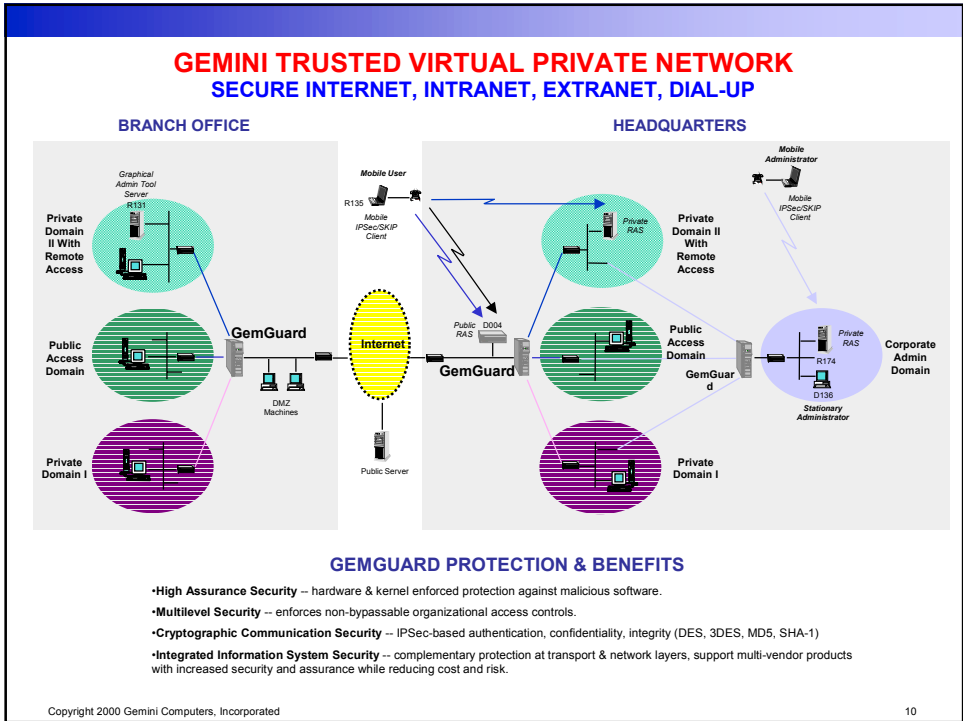 GEMINI TRUSTED VIRTUAL PRIVATE NETWORK
SECURE INTERNET, INTRANET, EXTRANET, DIAL-UP
BRANCH OFFICE
HEADQUARTERS
Graphical
Admin Tool
Server
R131
Private
Domain
II With
Remote
Access
Public
Access
Domain
Private
Domain I
GemGuard
DMZ
Machines
Mobile User
R135
Mobile
IPSec/SKIP
Client
Internet
Public Server
Public
RAS
D004
GemGuard
Private
RAS
Private
Domain II
With
Remote
Access
Public
Access
Domain
Private
Domain I
Mobile
Administrator
Mobile
IPSec/SKIP
Client
GemGuar
d
Private
RAS
R174
D136
Stationary
Administrator
Corporate
Admin
Domain
GEMGUARD PROTECTION & BENEFITS
•High Assurance Security -- hardware & kernel enforced protection against malicious software.
•Multilevel Security -- enforces non-bypassable organizational access controls.
•Cryptographic Communication Security -- IPSec-based authentication, confidentiality, integrity (DES, 3DES, MD5, SHA-1)
•Integrated Information System Security -- complementary protection at transport & network layers, support multi-vendor products
with increased security and assurance while reducing cost and risk.
Copyright 2000 Gemini Computers, Incorporated
10